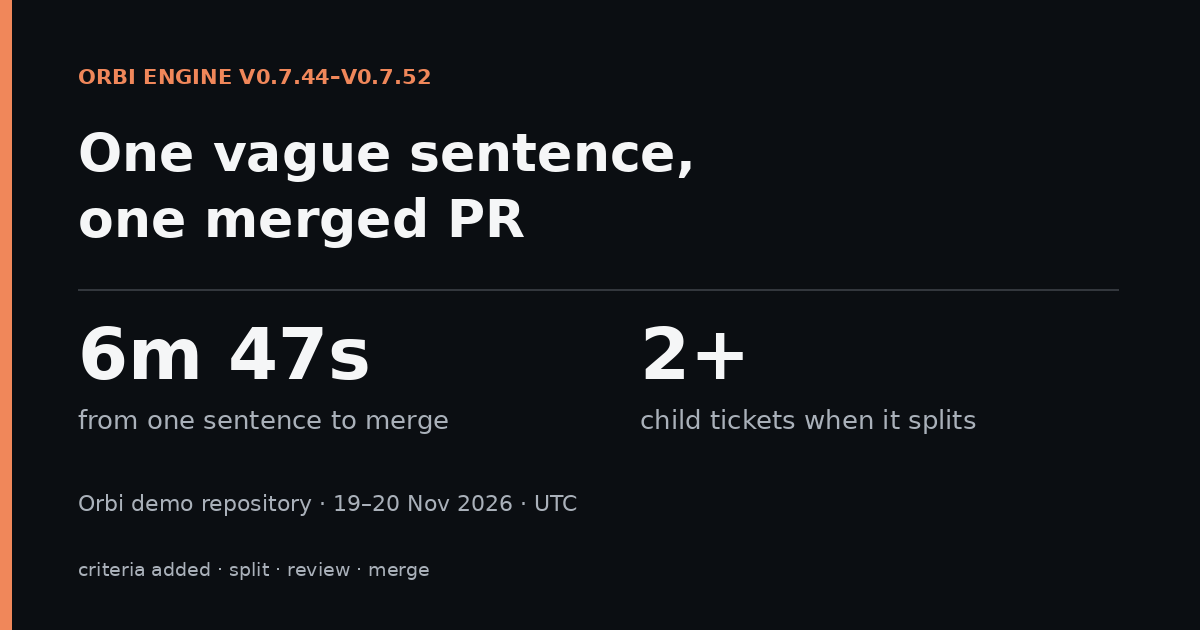 ORBI ENGINE V0.7.44–V0.7.52
One vague sentence,
one merged PR
6m 47s
2+
from one sentence to merge
child tickets when it splits
Orbi demo repository · 19–20 Nov 2026 · UTC
criteria added · split · review · merge